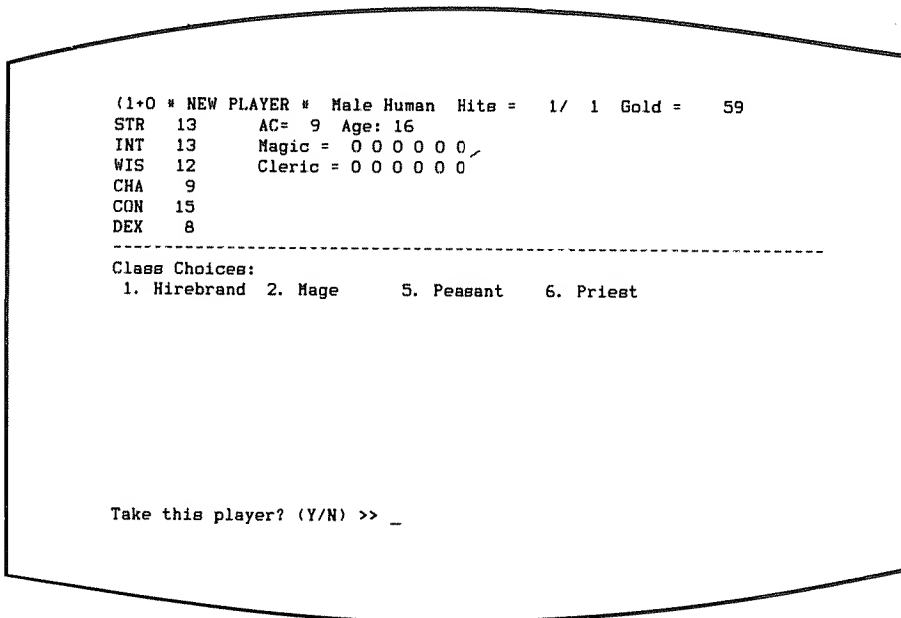 (1+0 * NEW PLAYER * Male Human Hits = 1/ 1 Gold = 59
STR 13 AC= 9 Age: 16
INT 13 Magic = 0 0 0 0 0 0
WIS 12 Cleric = 0 0 0 0 0 0
CHA 9
CON 15
DEX 8
--------------------------------------------------------------------------
Class Choices:
1. Hirebrand 2. Mage 5. Peasant 6. Priest
Take this player? (Y/N) >> _